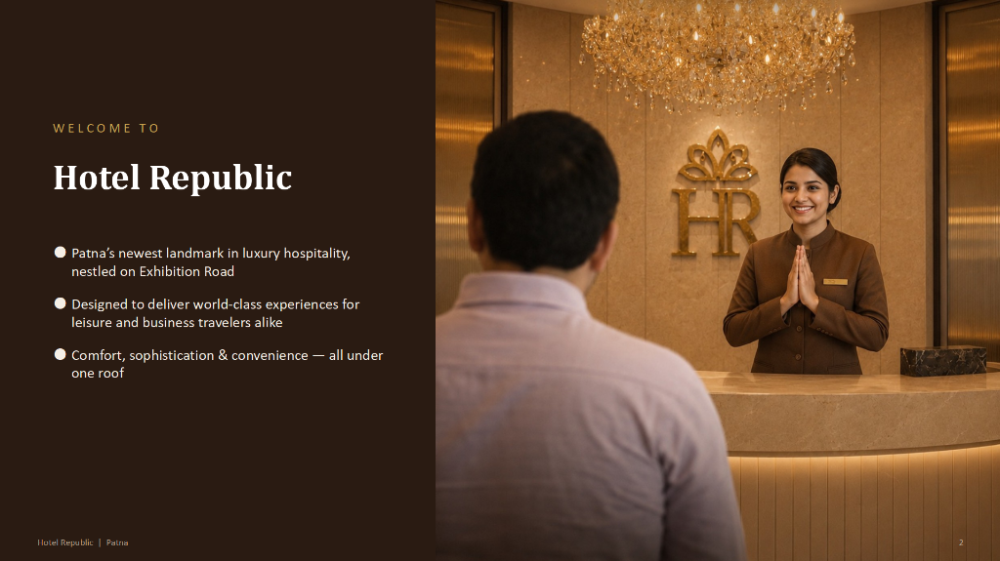 WELCOME TO
Hotel Republic
● Patna's newest landmark in luxury hospitality,
nestled on Exhibition Road
● Designed to deliver world-class experiences for
leisure and business travelers alike
● Comfort, sophistication & convenience — all under
one roof
HR
Hotel Republic | Patna
2